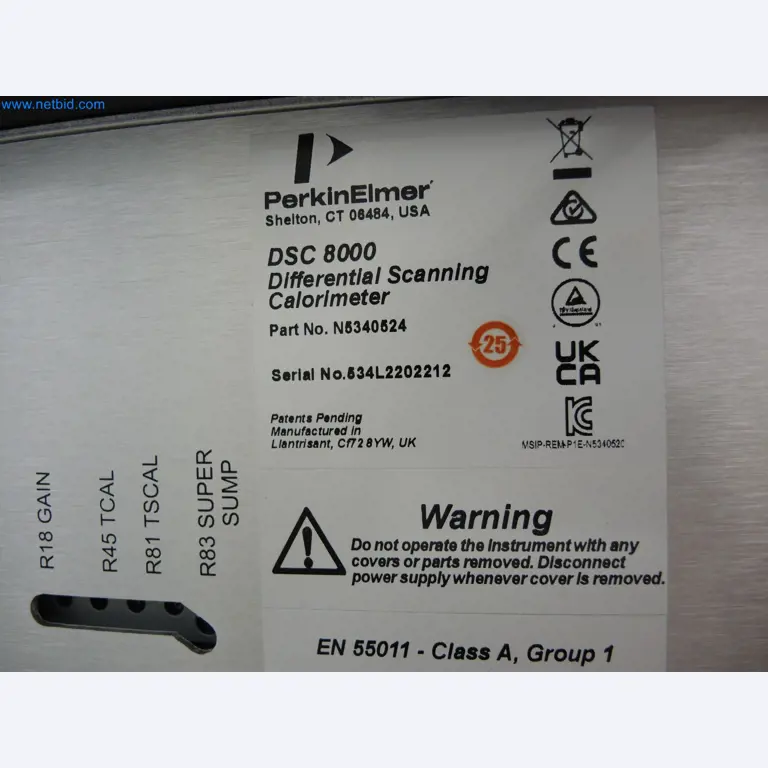 www.netbid.com
PerkinElmer
Shelton, CT 06484, USA
DSC 8000
Differential Scanning
Calorimeter
Part No. N5340524
25
Serial No.534L2202212
Patents Pending
Manufactured in
Llantrisant, Cf72 8YW, UK
CE
UK
CA
MSIP-REM-P1E-N534052C
R18 GAIN
R45 TCAL
R81 TSCAL
R83 SUPER
SUMP
Warning
Do not operate the Instrument with any
covers or parts removed. Disconnect
power supply whenever cover is removed.
EN 55011 - Class A, Group 1